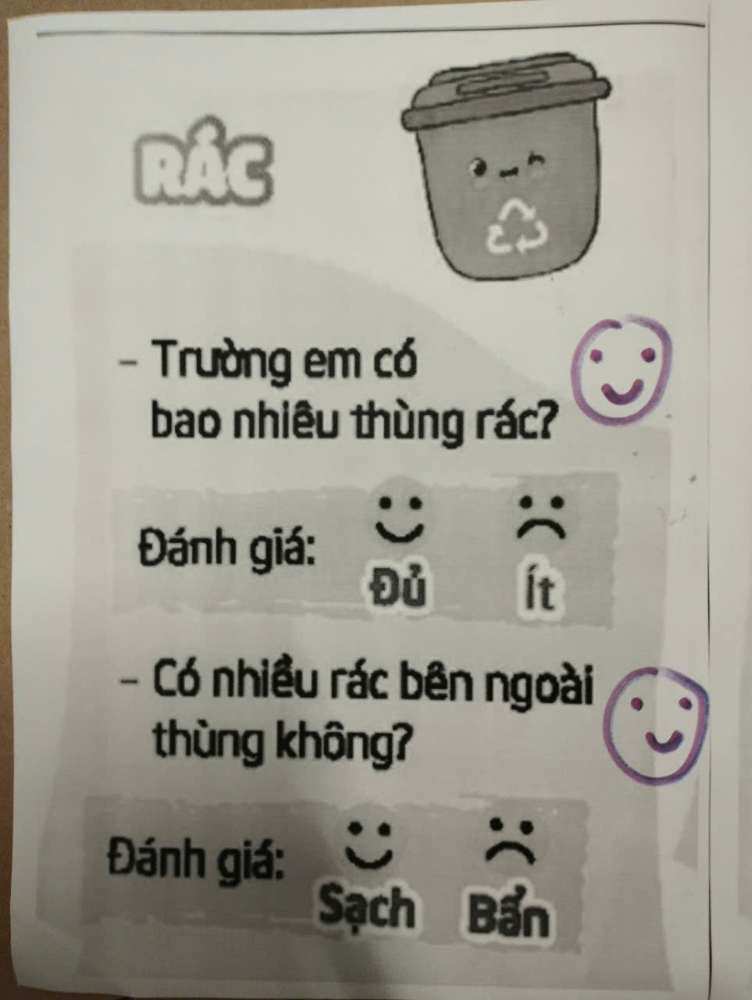 RÁC
- Trường em có
bao nhiêu thùng rác?
Đánh giá:
Đủ
Ít
- Có nhiều rác bên ngoài
thùng không?
Đánh giá:
Sạch
Bẩn